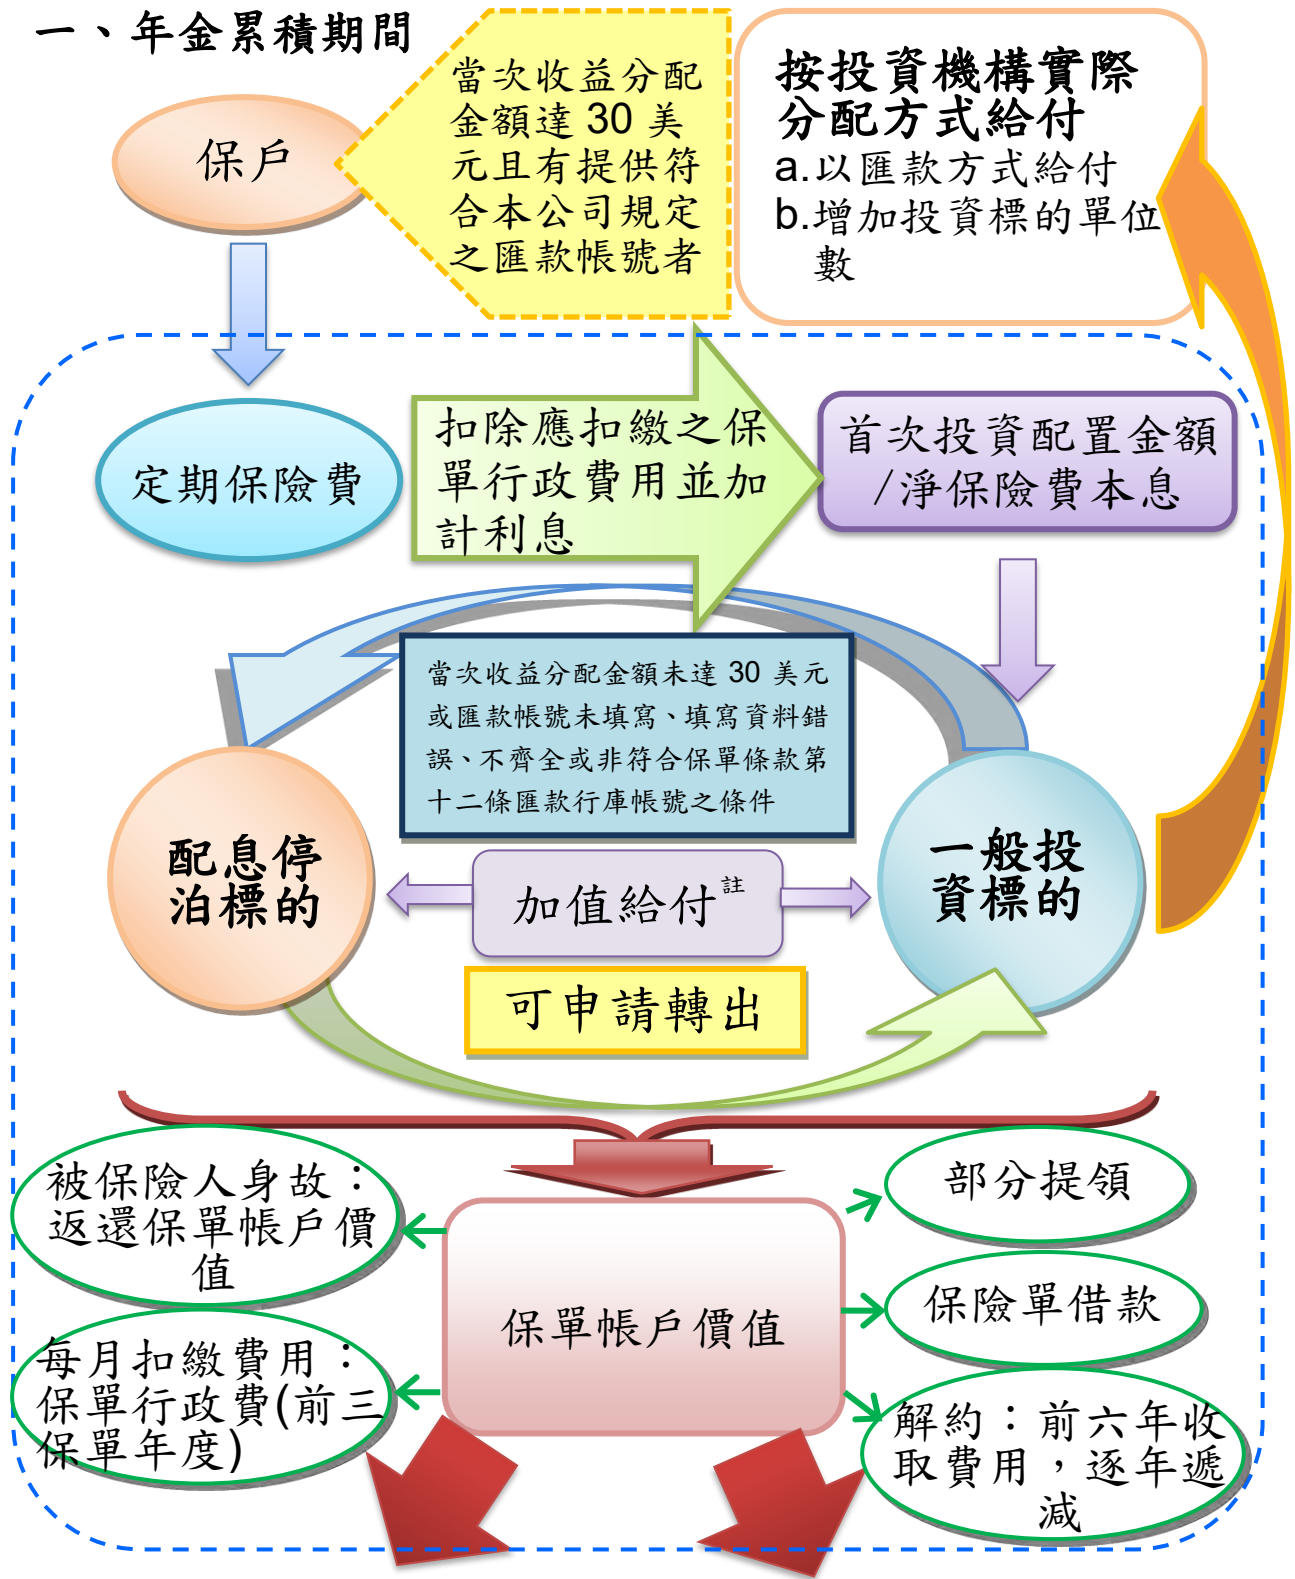 一、年金累積期間
保戶
當次收益分配
金額達 30 美
元且有提供符
合本公司規定
之匯款帳號者
按投資機構實際
分配方式給付
a.以匯款方式給付
b.增加投資標的單位
數
定期保險費
扣除應扣繳之保
單行政費用並加
計利息
首次投資配置金額
/淨保險費本息
當次收益分配金額未達 30 美元
或匯款帳號未填寫、填寫資料錯
誤、不齊全或非符合保單條款第
十二條匯款行庫帳號之條件
配息停
泊標的
加值給付註
一般投
資標的
可申請轉出
被保險人身故：
返還保單帳戶價
值
每月扣繳費用：
保單行政費(前三
保單年度)
保單帳戶價值
部分提領
保險單借款
解約：前六年收
取費用，逐年遞
減